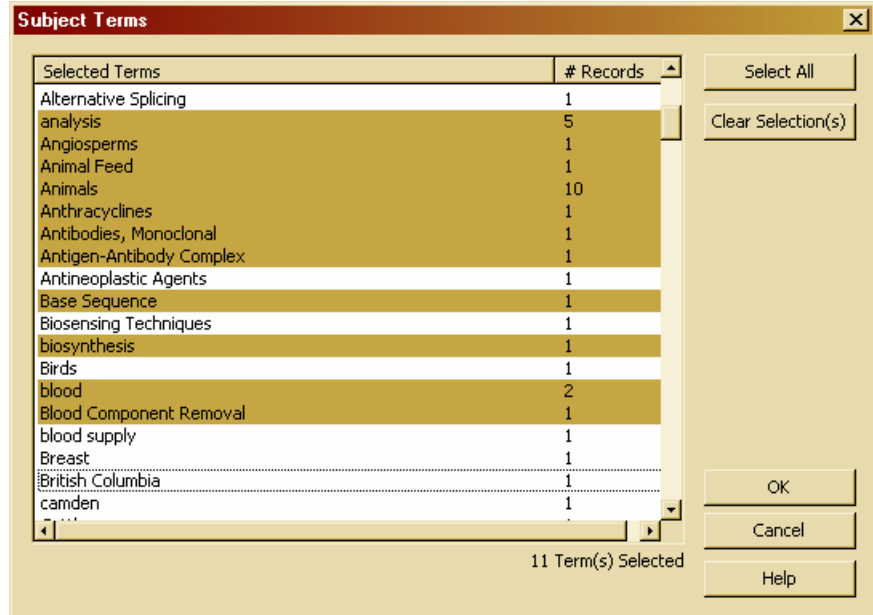 Subject Terms
Selected Terms # Records
Alternative Splicing 1
analysis 5
Angiosperms 1
Animal Feed 1
Animals 10
Anthracyclines 1
Antibodies, Monoclonal 1
Antigen-Antibody Complex 1
Antineoplastic Agents 1
Base Sequence 1
Biosensing Techniques 1
biosynthesis 1
Birds 1
blood 2
Blood Component Removal 1
blood supply 1
Breast 1
British Columbia 1
camden 1
11 Term(s) Selected
Select All
Clear Selection(s)
OK
Cancel
Help